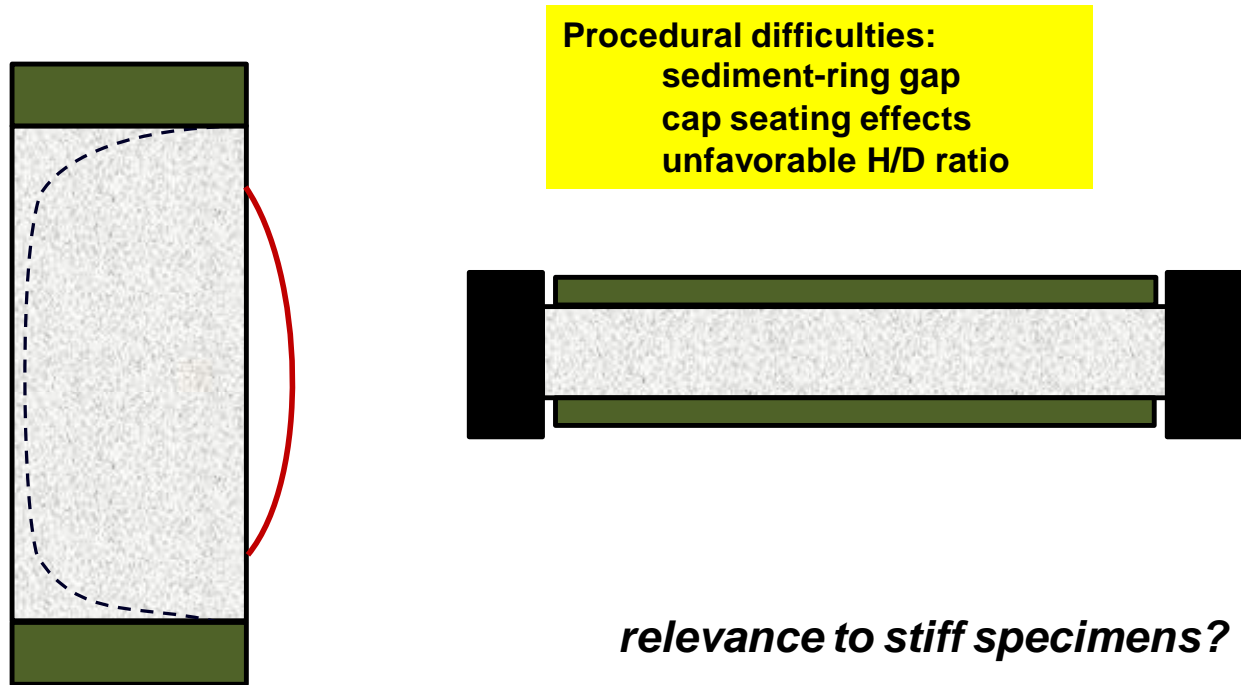 Procedural difficulties:
sediment-ring gap
cap seating effects
unfavorable H/D ratio
relevance to stiff specimens?